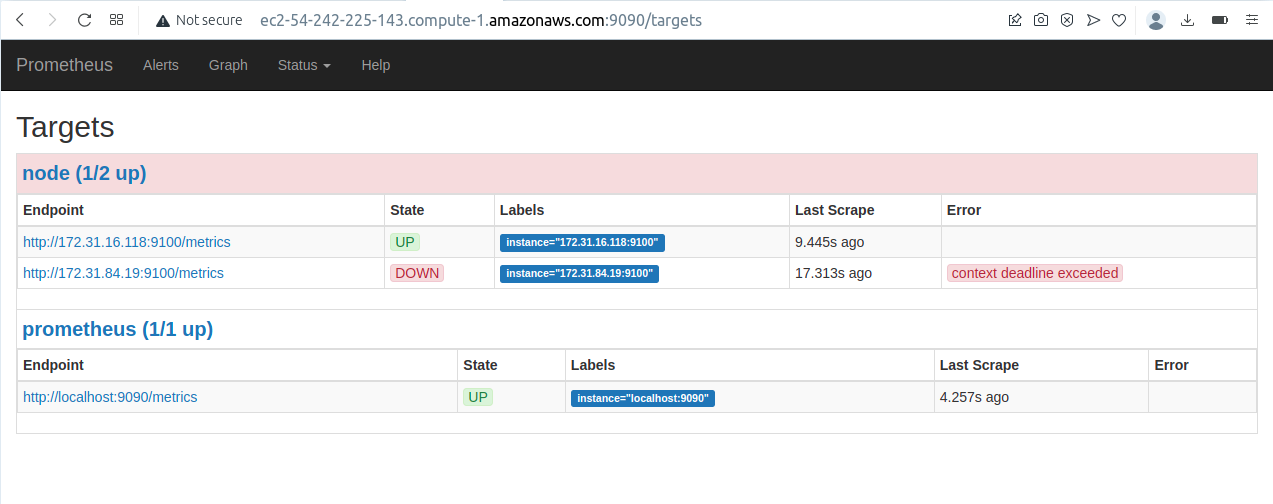 Not secure ec2-54-242-225-143.compute-1.amazonaws.com:9090/targets
Prometheus Alerts Graph Status Help
Targets
node (1/2 up)
Endpoint State Labels Last Scrape Error
http://172.31.16.118:9100/metrics UP instance="172.31.16.118:9100" 9.445s ago
http://172.31.84.19:9100/metrics DOWN instance="172.31.84.19:9100" 17.313s ago context deadline exceeded
prometheus (1/1 up)
Endpoint State Labels Last Scrape Error
http://localhost:9090/metrics UP instance="localhost:9090" 4.257s ago